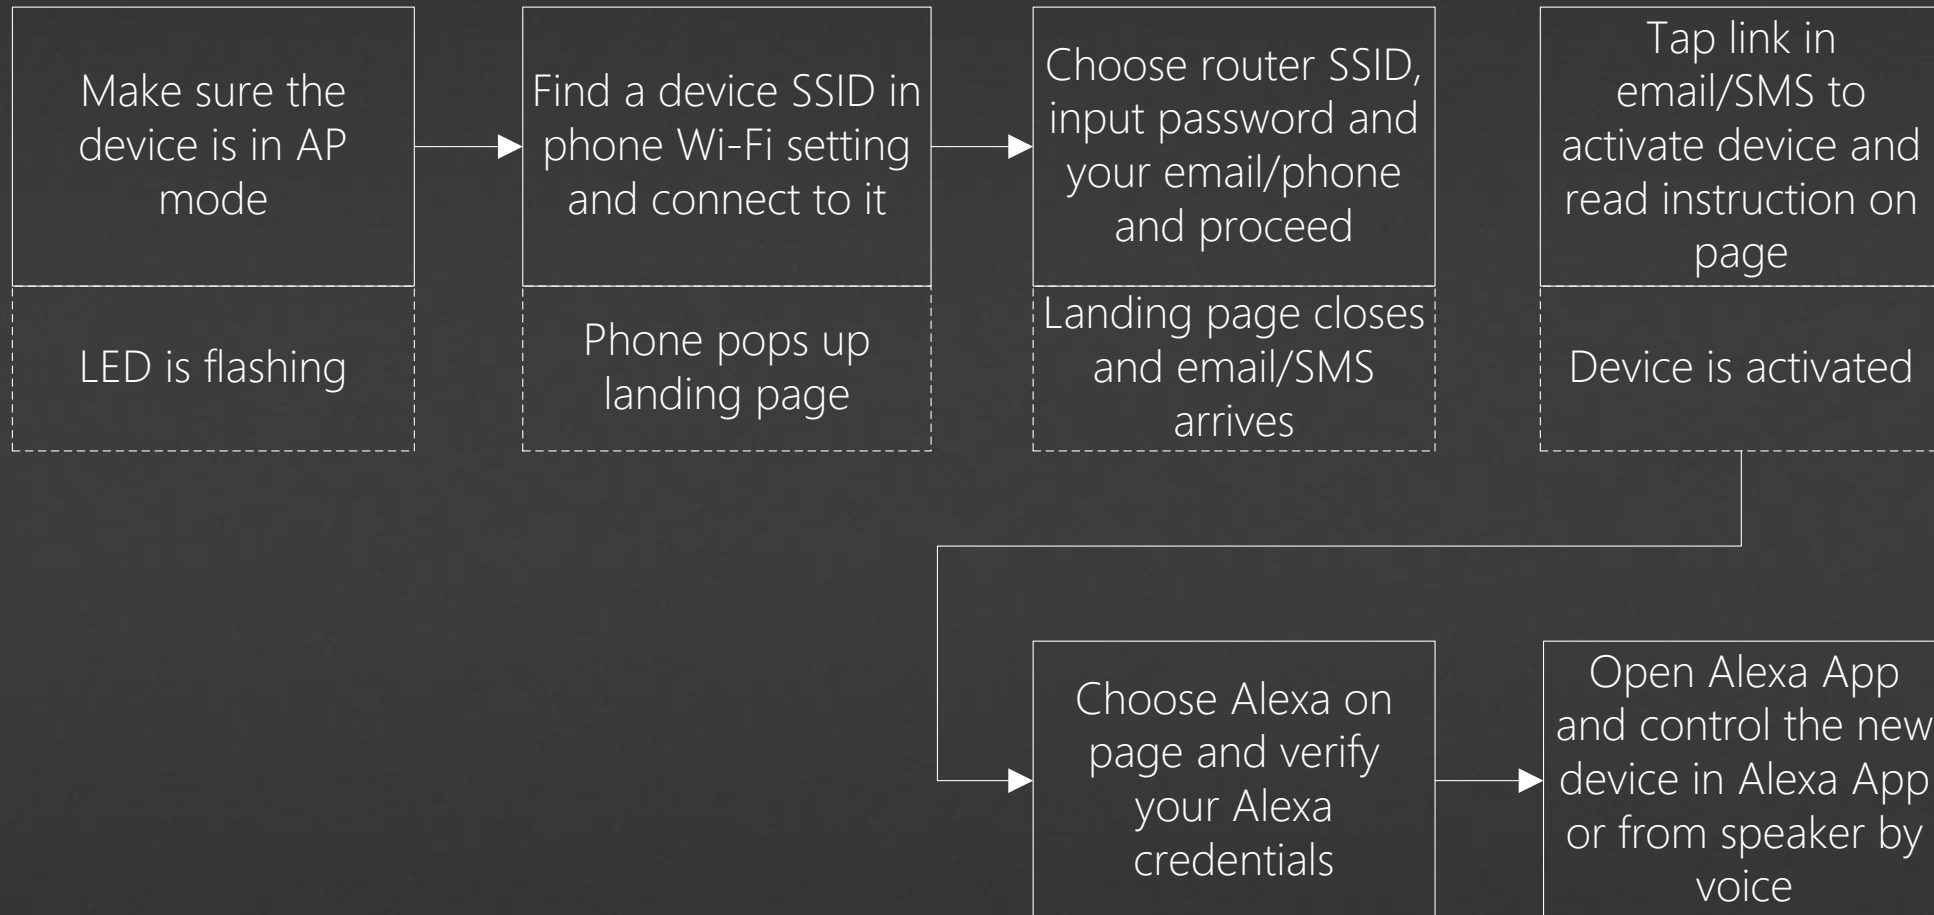 Make sure the
device is in AP
mode
LED is flashing
Find a device SSID in
phone Wi-Fi setting
and connect to it
Phone pops up
landing page
Choose router SSID,
input password and
your email/phone
and proceed
Landing page closes
and email/SMS
arrives
Tap link in
email/SMS to
activate device and
read instruction on
page
Device is activated
Choose Alexa on
page and verify
your Alexa
credentials
Open Alexa App
and control the new
device in Alexa App
or from speaker by
voice